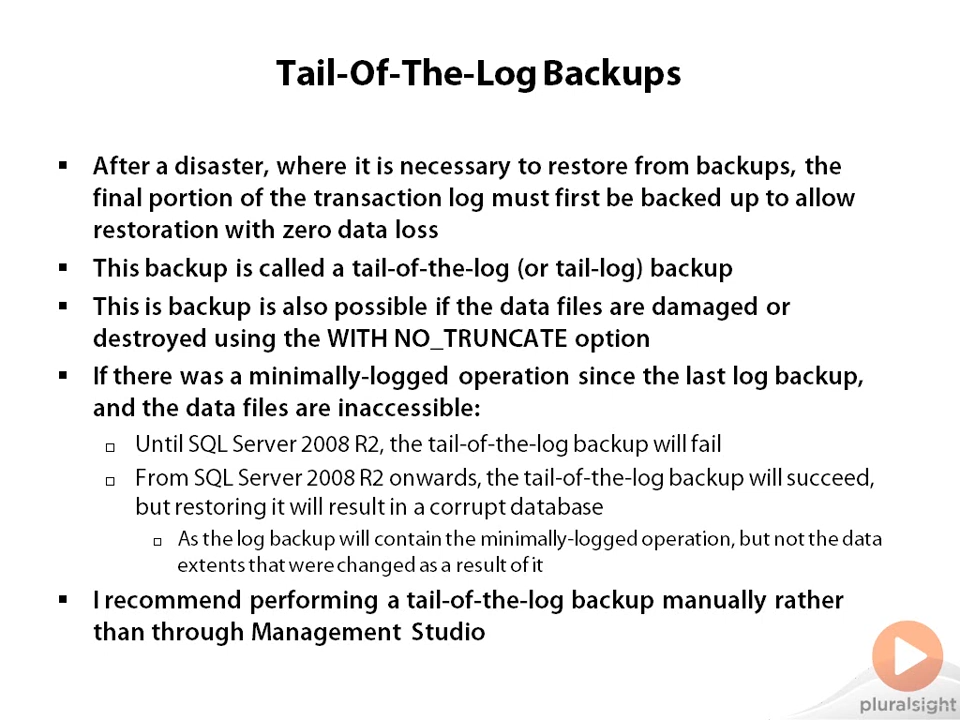 Tail-Of-The-Log Backups
▪ After a disaster, where it is necessary to restore from backups, the
final portion of the transaction log must first be backed up to allow
restoration with zero data loss
▪ This backup is called a tail-of-the-log (or tail-log) backup
▪ This is backup is also possible if the data files are damaged or
destroyed using the WITH NO_TRUNCATE option
▪ If there was a minimally-logged operation since the last log backup,
and the data files are inaccessible:
□ Until SQL Server 2008 R2, the tail-of-the-log backup will fail
□ From SQL Server 2008 R2 onwards, the tail-of-the-log backup will succeed,
but restoring it will result in a corrupt database
□ As the log backup will contain the minimally-logged operation, but not the data
extents that were changed as a result of it
▪ I recommend performing a tail-of-the-log backup manually rather
than through Management Studio
pluralsight